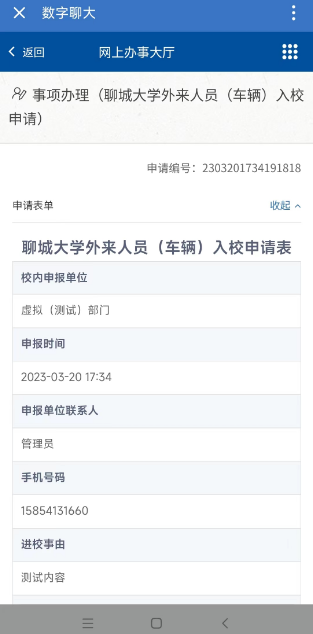 数字聊大
返回
网上办事大厅
事项办理（聊城大学外来人员（车辆）入校
申请）
申请编号：2303201734191818
申请表单
收起
聊城大学外来人员（车辆）入校申请表
校内申报单位
虚拟（测试）部门
申报时间
2023-03-20 17:34
申报单位联系人
管理员
手机号码
15854131660
进校事由
测试内容